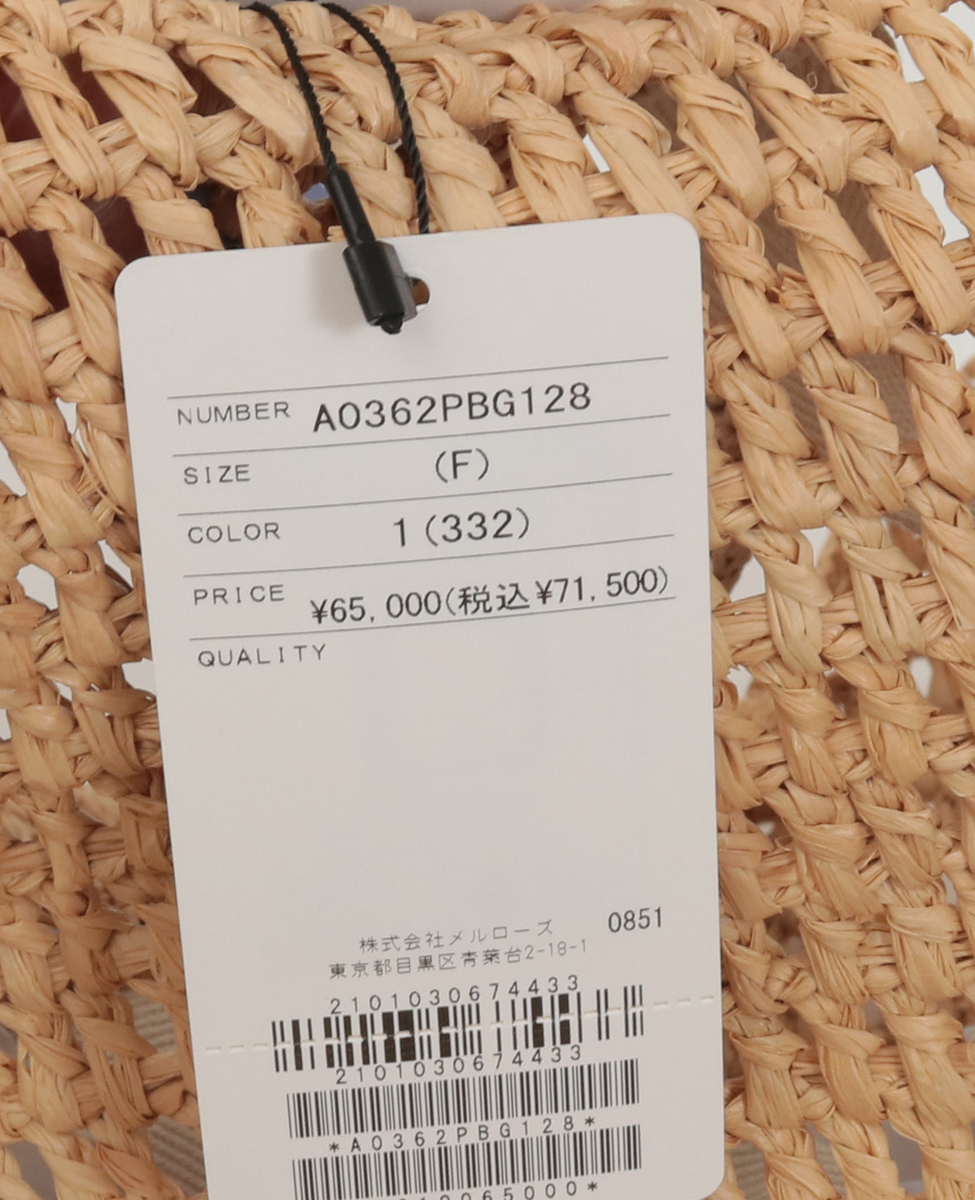 NUMBER A0362PBG128
SIZE (F)
COLOR 1(332)
PRICE ¥65,000(税込¥71,500)
QUALITY
0851
株式会社メルローズ
東京都目黒区青葉台2-18-1
2101030674433
2101030674433
*A0362PBG128*